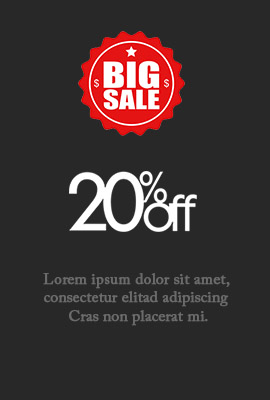 BIG
$ SALE $
20% off
Lorem ipsum dolor sit amet,
consectetur elitad adipiscing
Cras non placerat mi.